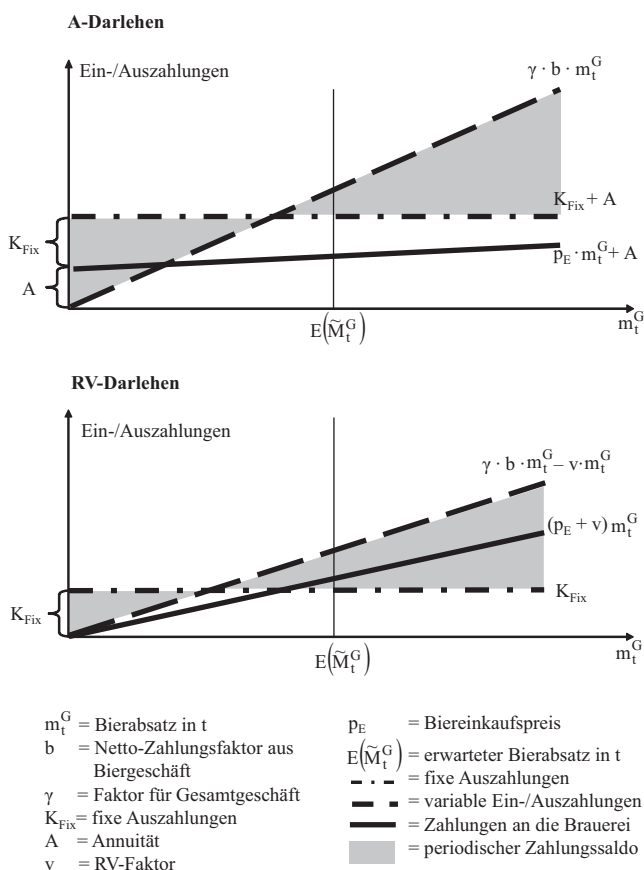 A-Darlehen
Ein-/Auszahlungen
γ · b · m_t^G
K_Fix + A
K_Fix
p_E · m_t^G + A
A
E(M̃_t^G)
m_t^G
RV-Darlehen
Ein-/Auszahlungen
γ · b · m_t^G – v · m_t^G
(p_E + v) m_t^G
K_Fix
K_Fix
E(M̃_t^G)
m_t^G
m_t^G = Bierabsatz in t
b = Netto-Zahlungsfaktor aus
Biergeschäft
γ = Faktor für Gesamtgeschäft
K_Fix = fixe Auszahlungen
A = Annuität
v = RV-Faktor
p_E = Biereinkaufspreis
E(M̃_t^G) = erwarteter Bierabsatz in t
= fixe Auszahlungen
= variable Ein-/Auszahlungen
= Zahlungen an die Brauerei
= periodischer Zahlungssaldo